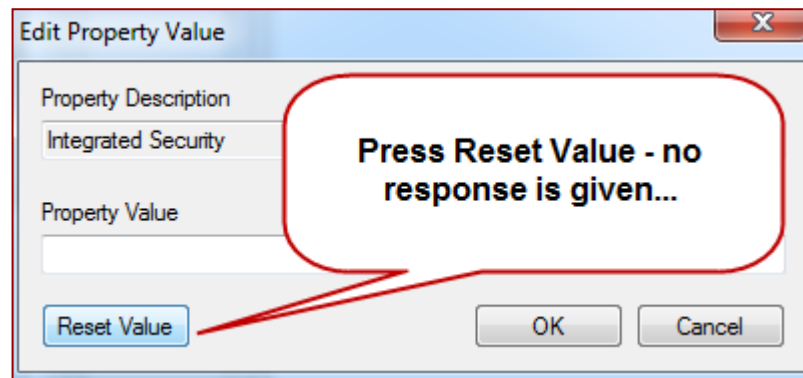 Edit Property Value
X
Property Description
Integrated Security
Press Reset Value - no
response is given...
Property Value
Reset Value
OK
Cancel